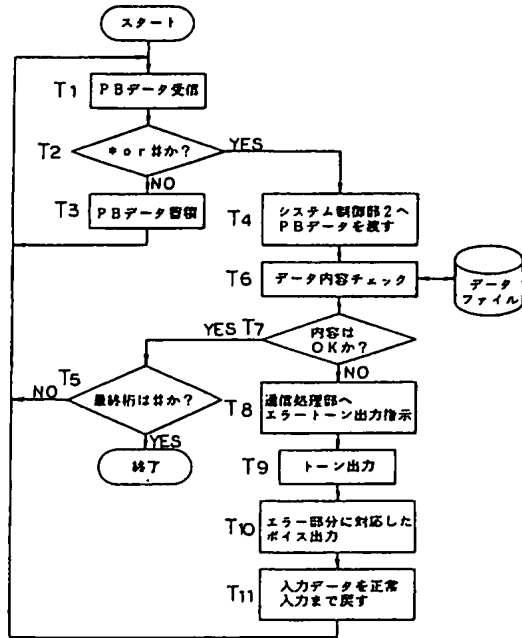 スタート
T1
PBデータ受信
T2
* or #か?
YES
NO
T3
PBデータ蓄積
T4
システム制御部2へ
PBデータを渡す
T6
データ内容チェック
データ
ファイル
YES
T7
内容は
OKか?
NO
T5
NO
最終桁は#か?
YES
終了
T8
通信処理部へ
エラートーン出力指示
T9
トーン出力
T10
エラー部分に対応した
ボイス出力
T11
入力データを正常
入力まで戻す